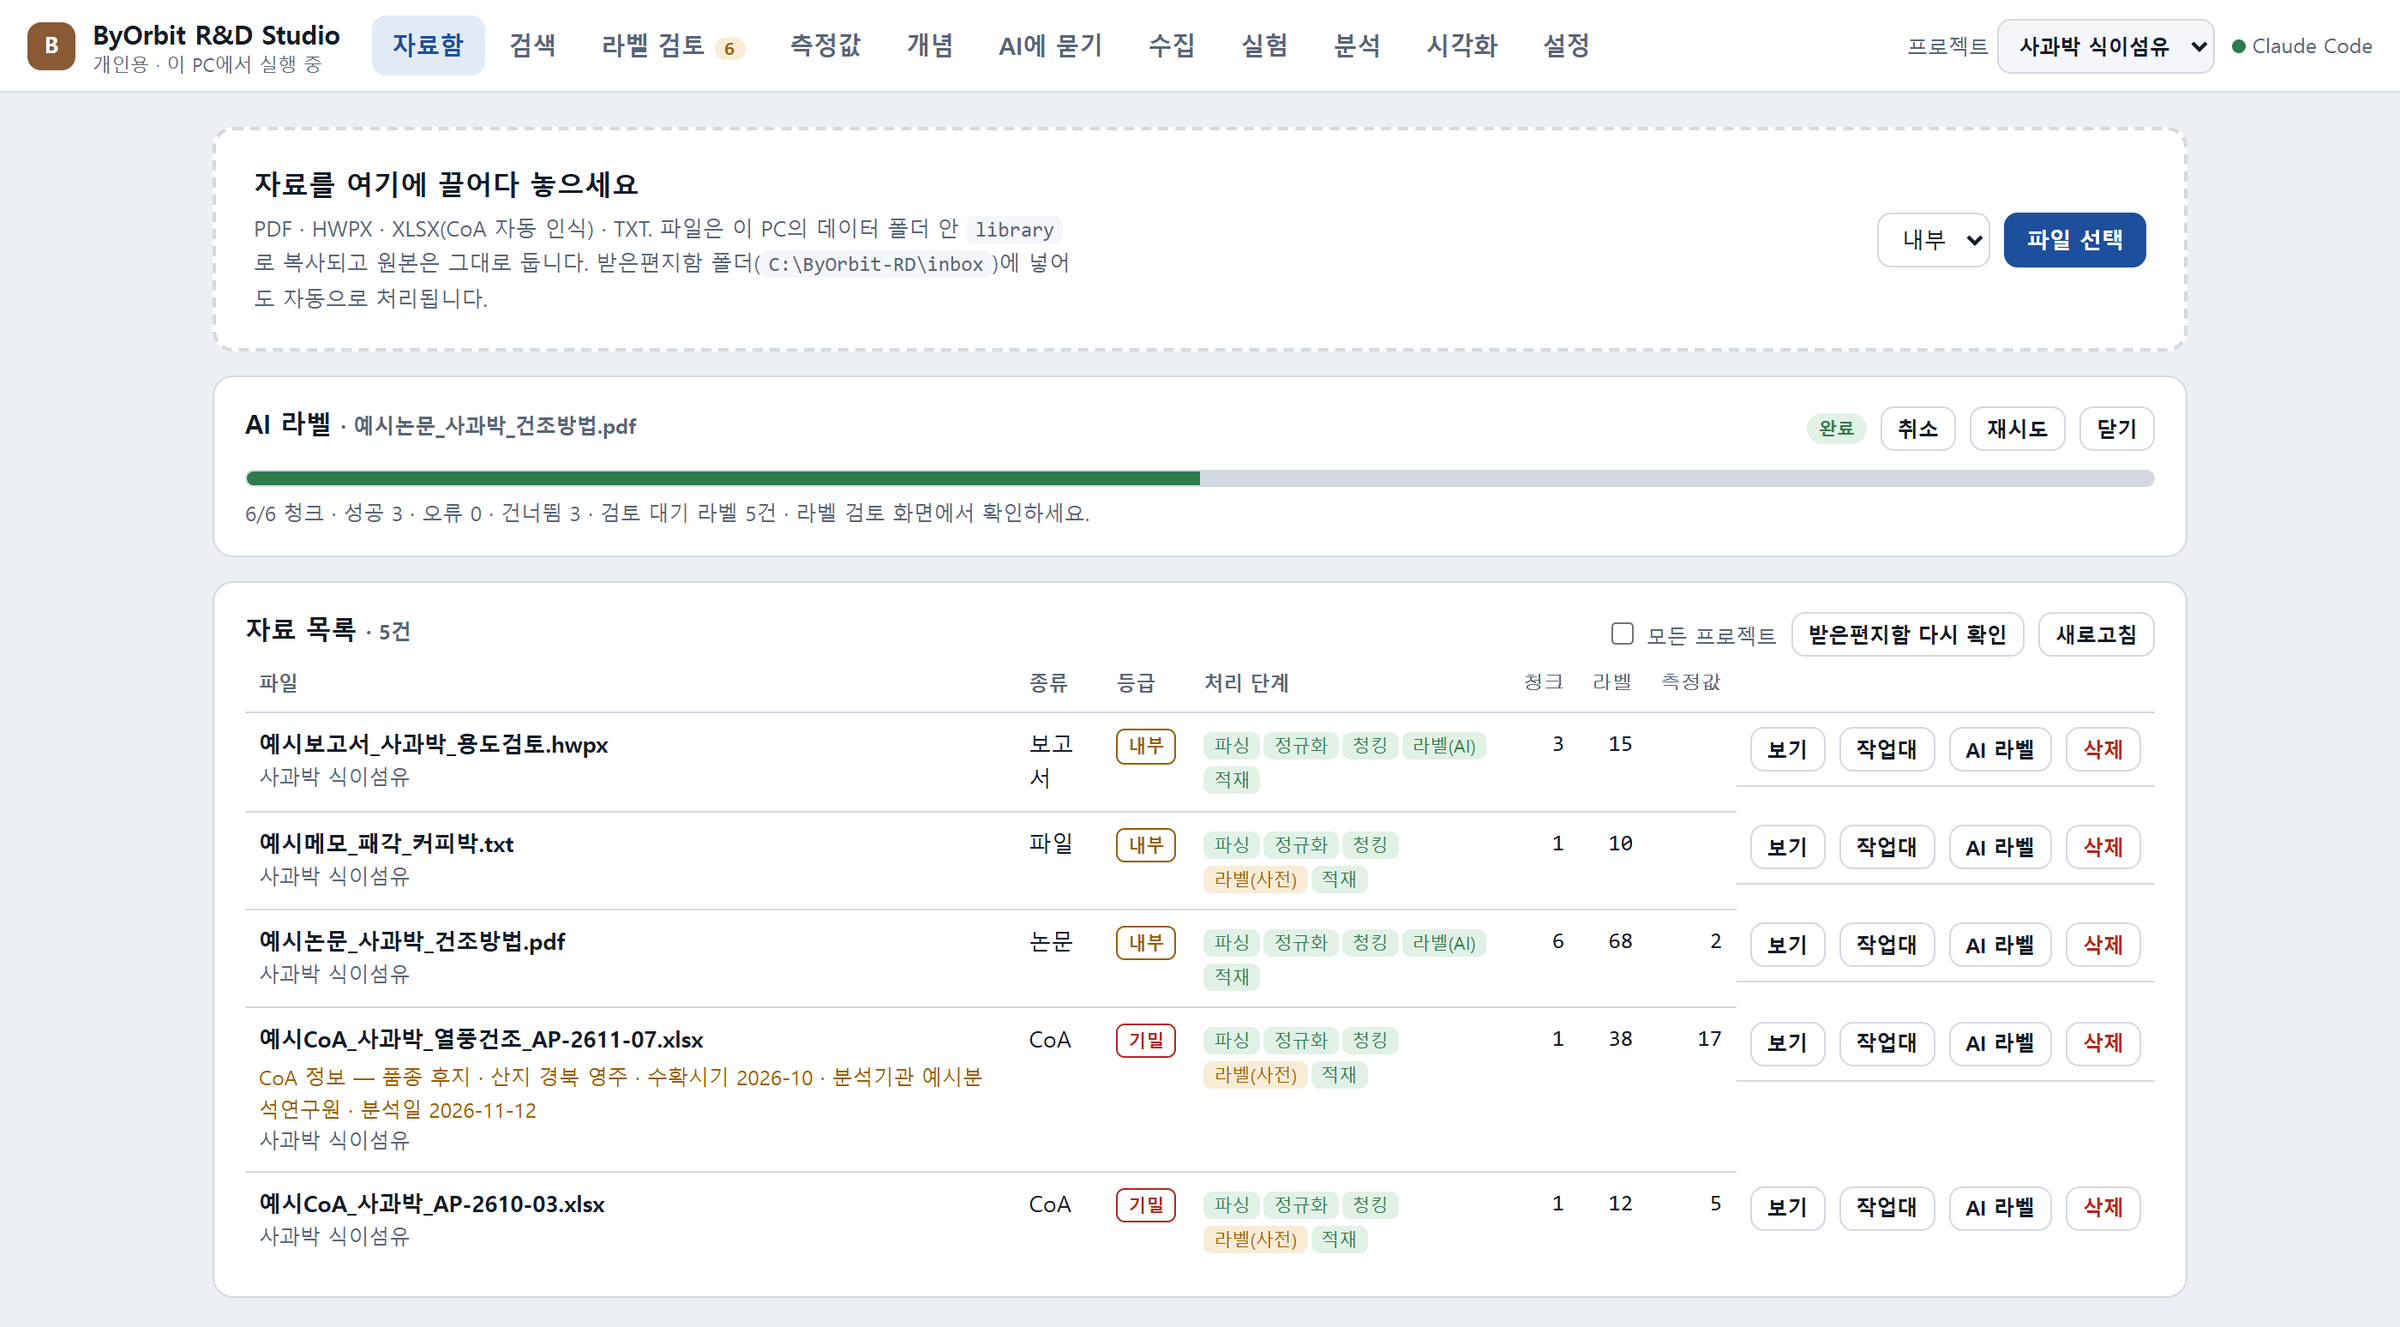 B
ByOrbit R&D Studio
개인용 · 이 PC에서 실행 중
자료함 검색 라벨 검토 6 측정값 개념 AI에 묻기 수집 실험 분석 시각화 설정
프로젝트 사과박 식이섬유 Claude Code
자료를 여기에 끌어다 놓으세요
PDF · HWPX · XLSX(CoA 자동 인식) · TXT. 파일은 이 PC의 데이터 폴더 안 library
로 복사되고 원본은 그대로 둡니다. 받은편지함 폴더( C:\ByOrbit-RD\inbox )에 넣어
도 자동으로 처리됩니다.
내부 파일 선택
AI 라벨 · 예시논문_사과박_건조방법.pdf
완료 취소 재시도 닫기
6/6 청크 · 성공 3 · 오류 0 · 건너뜀 3 · 검토 대기 라벨 5건 · 라벨 검토 화면에서 확인하세요.
자료 목록 · 5건
모든 프로젝트 받은편지함 다시 확인 새로고침
파일 종류 등급 처리 단계 청크 라벨 측정값
예시보고서_사과박_용도검토.hwpx 보고 내부 파싱 정규화 청킹 라벨(AI) 3 15 보기 작업대 AI 라벨 삭제
사과박 식이섬유 서 적재
예시메모_패각_커피박.txt 파일 내부 파싱 정규화 청킹 1 10 보기 작업대 AI 라벨 삭제
사과박 식이섬유 라벨(사전) 적재
예시논문_사과박_건조방법.pdf 논문 내부 파싱 정규화 청킹 라벨(AI) 6 68 2 보기 작업대 AI 라벨 삭제
사과박 식이섬유 적재
예시CoA_사과박_열풍건조_AP-2611-07.xlsx CoA 기밀 파싱 정규화 청킹 1 38 17 보기 작업대 AI 라벨 삭제
CoA 정보 — 품종 후지 · 산지 경북 영주 · 수확시기 2026-10 · 분석기관 예시분 라벨(사전) 적재
석연구원 · 분석일 2026-11-12
사과박 식이섬유
예시CoA_사과박_AP-2610-03.xlsx CoA 기밀 파싱 정규화 청킹 1 12 5 보기 작업대 AI 라벨 삭제
사과박 식이섬유 라벨(사전) 적재